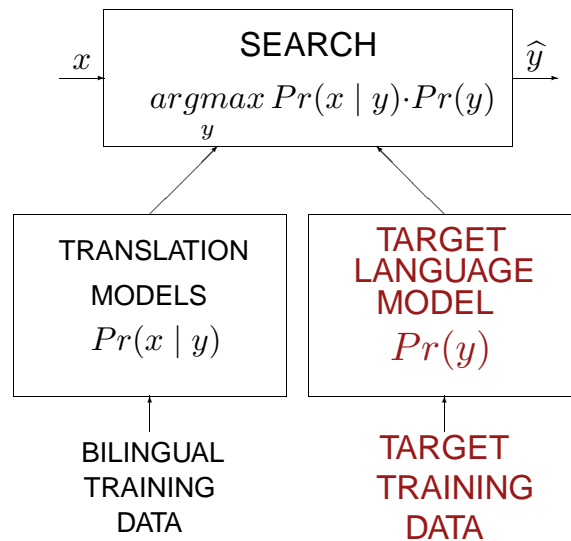 SEARCH
x
ŷ
argmax Pr(x | y)·Pr(y)
y
TRANSLATION
MODELS
Pr(x | y)
TARGET
LANGUAGE
MODEL
Pr(y)
BILINGUAL
TRAINING
DATA
TARGET
TRAINING
DATA